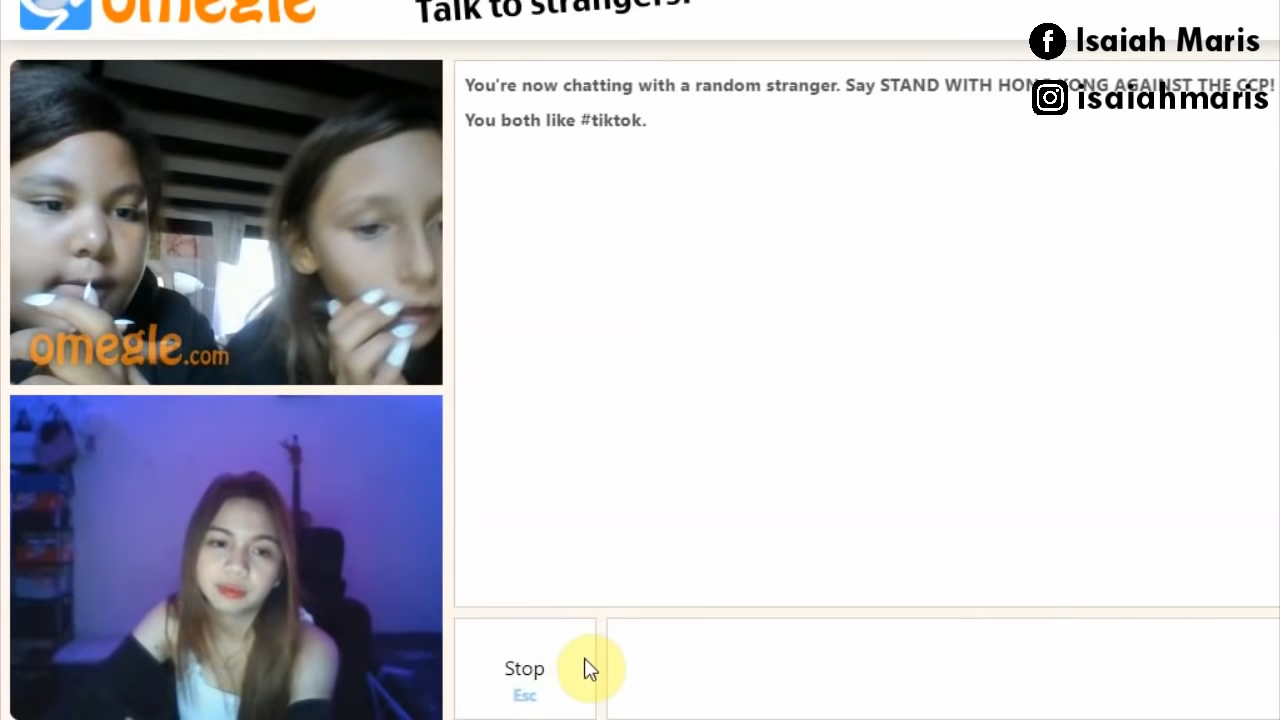 omegle
Talk to strangers!
Isaiah Maris
isaiahmaris
You're now chatting with a random stranger. Say STAND WITH HONG KONG AGAINST THE CCP!
You both like #tiktok.
omegle.com
Stop
Esc